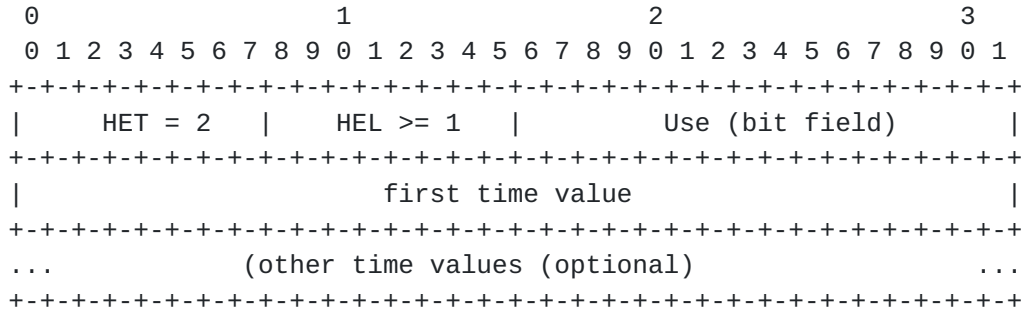 0                   1                   2                   3
 0 1 2 3 4 5 6 7 8 9 0 1 2 3 4 5 6 7 8 9 0 1 2 3 4 5 6 7 8 9 0 1
+-+-+-+-+-+-+-+-+-+-+-+-+-+-+-+-+-+-+-+-+-+-+-+-+-+-+-+-+-+-+-+-+
|     HET = 2   |    HEL >= 1   |         Use (bit field)       |
+-+-+-+-+-+-+-+-+-+-+-+-+-+-+-+-+-+-+-+-+-+-+-+-+-+-+-+-+-+-+-+-+
|                       first time value                        |
+-+-+-+-+-+-+-+-+-+-+-+-+-+-+-+-+-+-+-+-+-+-+-+-+-+-+-+-+-+-+-+-+
...            (other time values (optional)                  ...
+-+-+-+-+-+-+-+-+-+-+-+-+-+-+-+-+-+-+-+-+-+-+-+-+-+-+-+-+-+-+-+-+